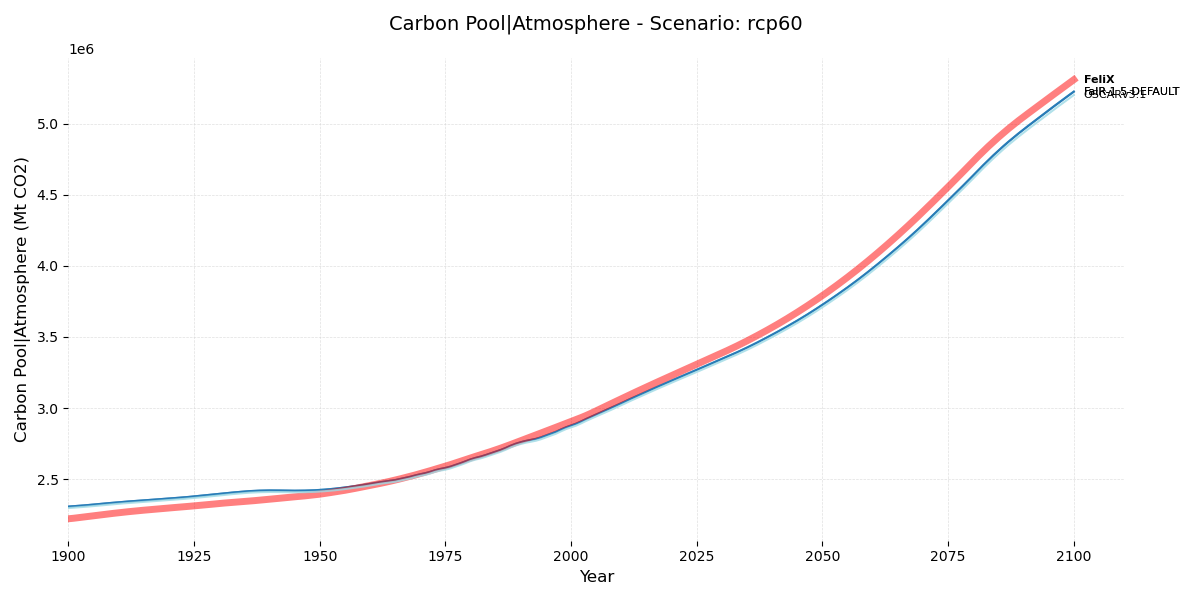 Carbon Pool|Atmosphere - Scenario: rcp60
1e6
Carbon Pool|Atmosphere (Mt CO2)
5.0
4.5
4.0
3.5
3.0
2.5
FeliX
FaIR-1.5-DEFAULT
OSCARv3.1
1900
1925
1950
1975
2000
2025
2050
2075
2100
Year